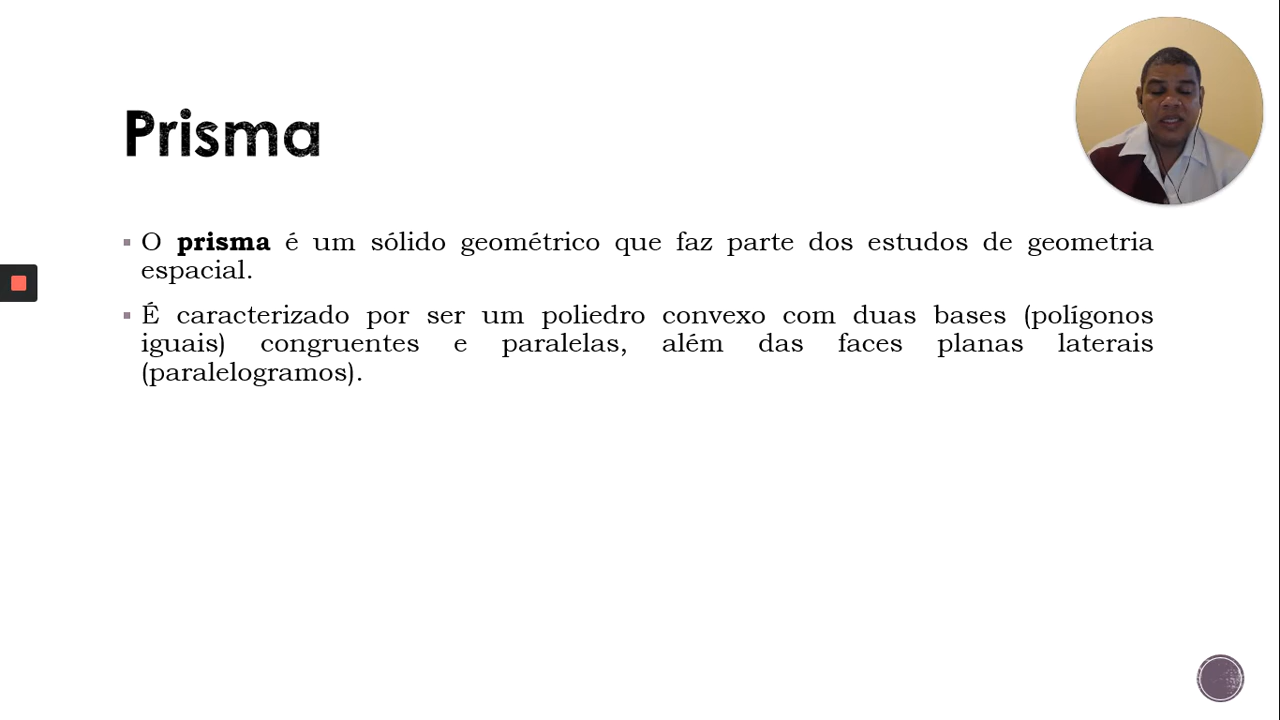 Prisma
O prisma é um sólido geométrico que faz parte dos estudos de geometria
espacial.
É caracterizado por ser um poliedro convexo com duas bases (polígonos
iguais) congruentes e paralelas, além das faces planas laterais
(paralelogramos).